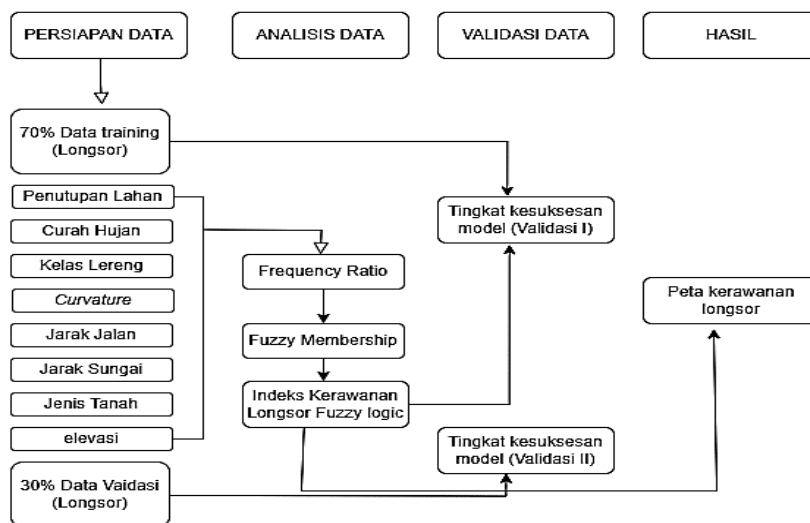 PERSIAPAN DATA
ANALISIS DATA
VALIDASI DATA
HASIL
70% Data training
(Longsor)
Penutupan Lahan
Curah Hujan
Kelas Lereng
Curvature
Jarak Jalan
Jarak Sungai
Jenis Tanah
elevasi
30% Data Vaidasi
(Longsor)
Frequency Ratio
Fuzzy Membership
Indeks Kerawanan
Longsor Fuzzy logic
Tingkat kesuksesan
model (Validasi I)
Tingkat kesuksesan
model (Validasi II)
Peta kerawanan
longsor